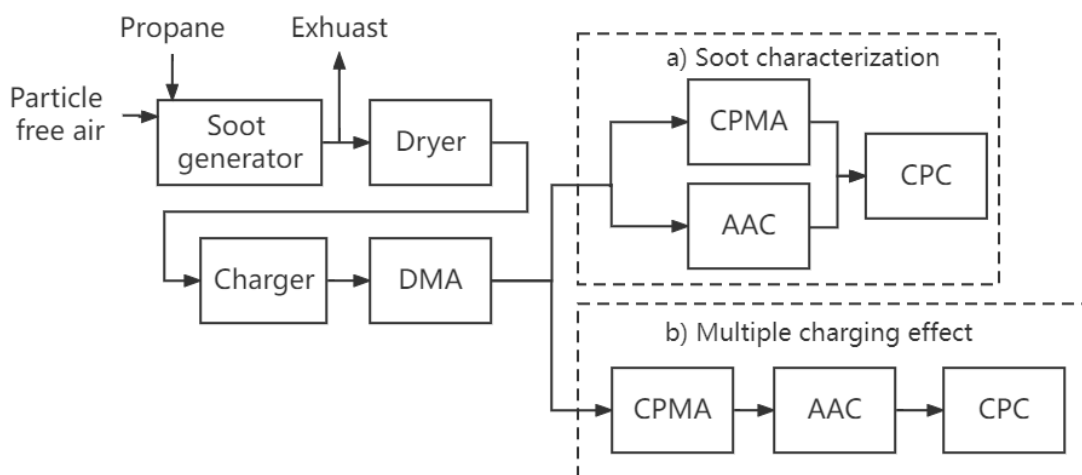 Propane
Exhuast
Particle
free air
Soot
generator
Dryer
Charger
DMA
a) Soot characterization
CPMA
AAC
CPC
b) Multiple charging effect
CPMA
AAC
CPC